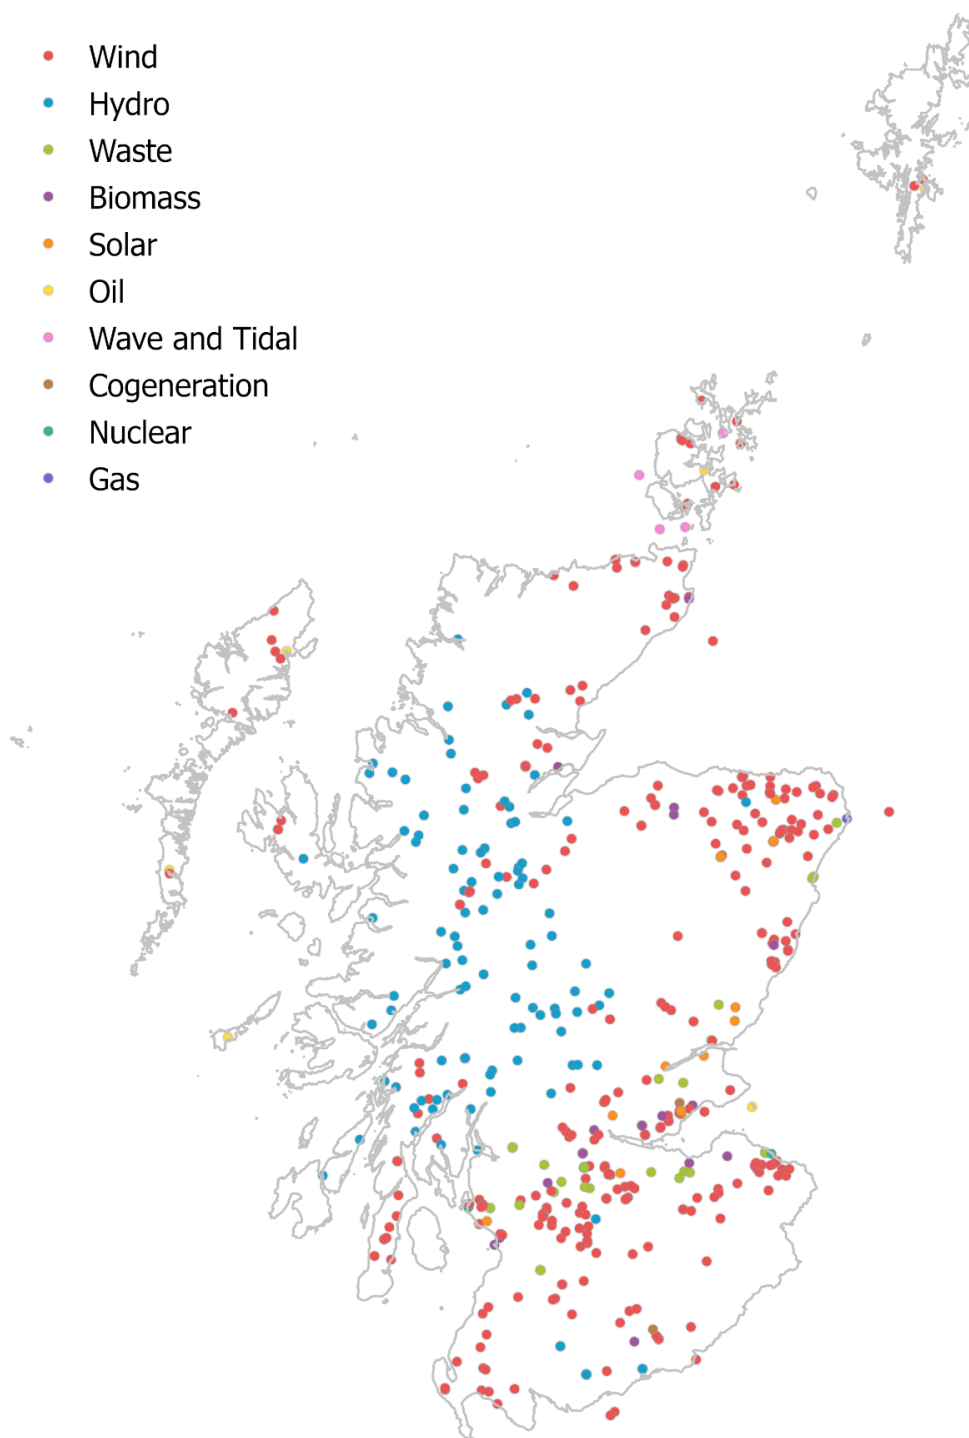 Wind
Hydro
Waste
Biomass
Solar
Oil
Wave and Tidal
Cogeneration
Nuclear
Gas